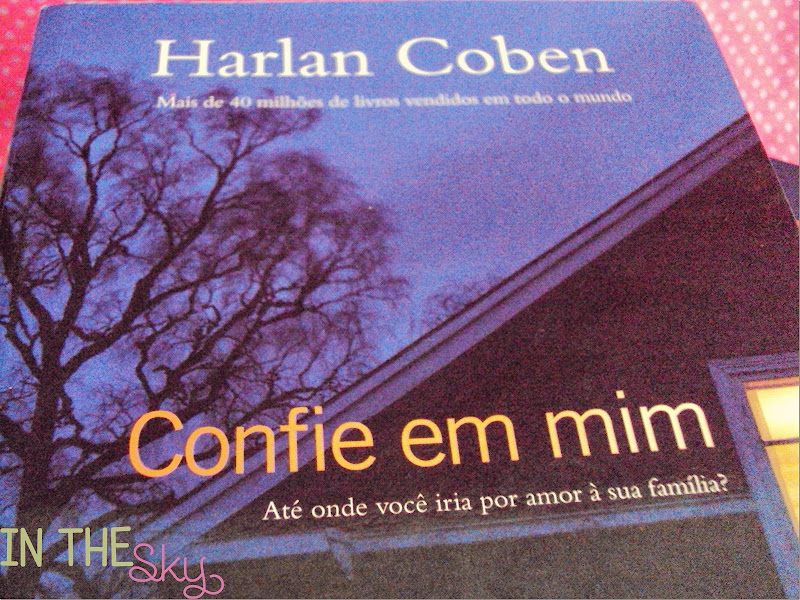 Harlan Coben
Mais de 40 milhões de livros vendidos em todo o mundo
Confie em mim
Até onde você iria por amor à sua família?
IN THE
Sky